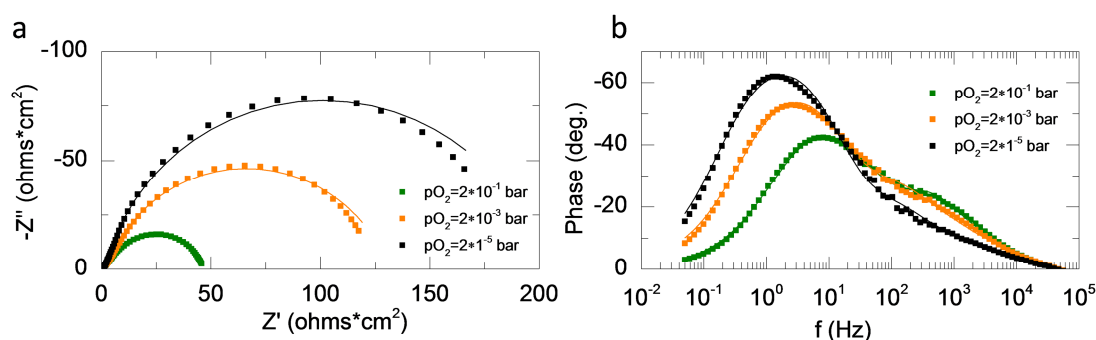 a
-Z" (ohms*cm²)
-100
-50
0
0 50 100 150 200
Z' (ohms*cm²)
pO₂=2*10⁻¹ bar
pO₂=2*10⁻³ bar
pO₂=2*1⁻⁵ bar
b
Phase (deg.)
-60
-40
-20
-0
10⁻² 10⁻¹ 10⁰ 10¹ 10² 10³ 10⁴ 10⁵
f (Hz)
pO₂=2*10⁻¹ bar
pO₂=2*10⁻³ bar
pO₂=2*1⁻⁵ bar